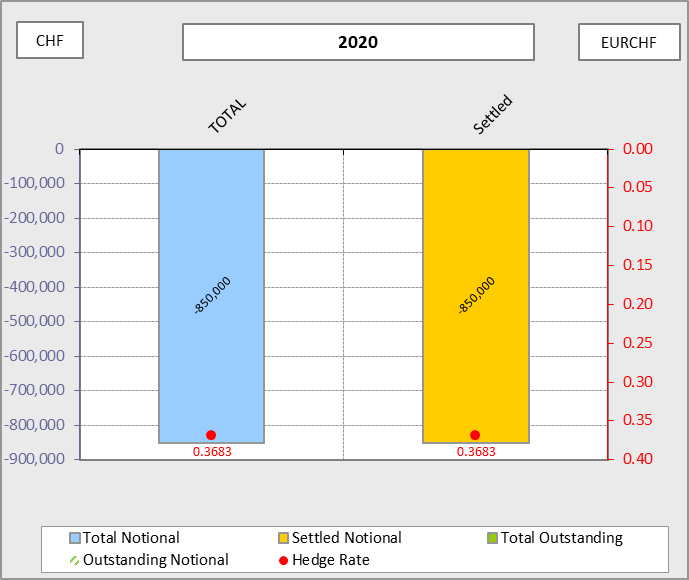 CHF
2020
EURCHF
TOTAL
Settled
0
-100,000
-200,000
-300,000
-400,000
-500,000
-600,000
-700,000
-800,000
-900,000
-850,000
-850,000
0.3683
0.3683
0.00
0.05
0.10
0.15
0.20
0.25
0.30
0.35
0.40
Total Notional
Settled Notional
Total Outstanding
Outstanding Notional
Hedge Rate